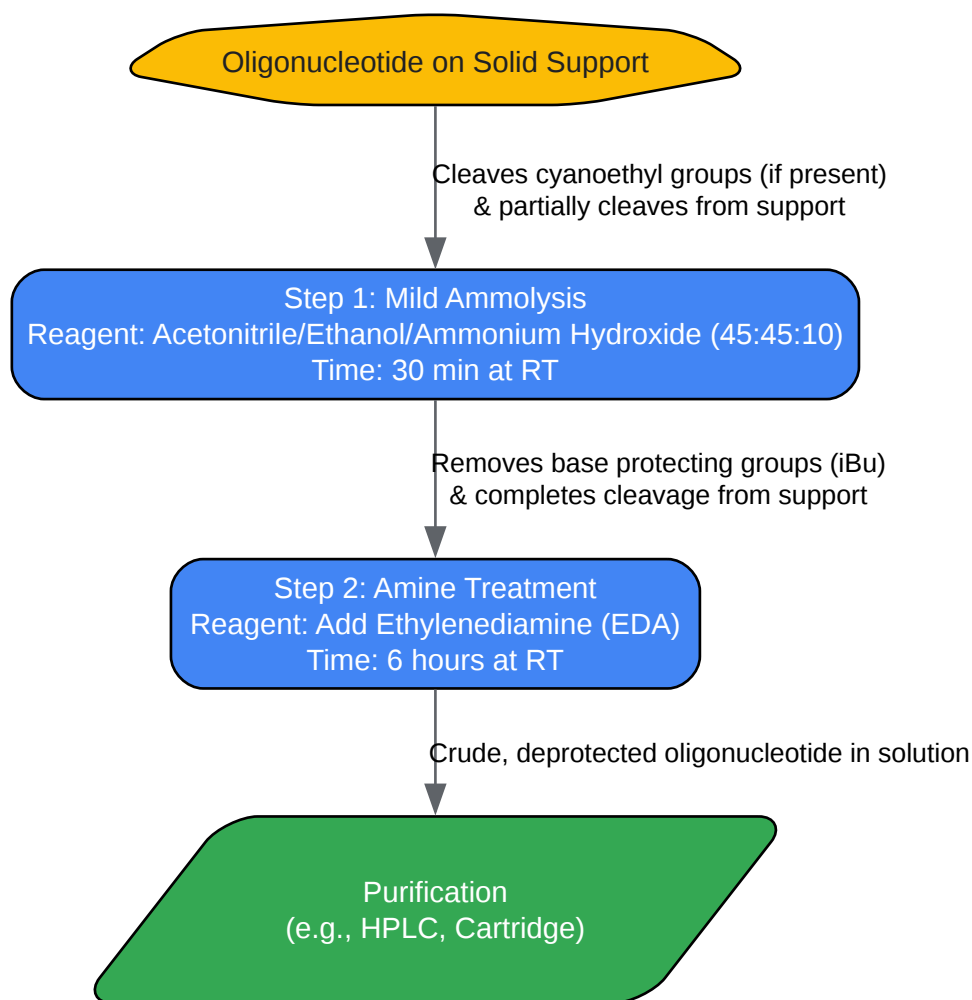 Oligonucleotide on Solid Support
Cleaves cyanoethyl groups (if present)
& partially cleaves from support
Step 1: Mild Ammolysis
Reagent: Acetonitrile/Ethanol/Ammonium Hydroxide (45:45:10)
Time: 30 min at RT
Removes base protecting groups (iBu)
& completes cleavage from support
Step 2: Amine Treatment
Reagent: Add Ethylenediamine (EDA)
Time: 6 hours at RT
Crude, deprotected oligonucleotide in solution
Purification
(e.g., HPLC, Cartridge)